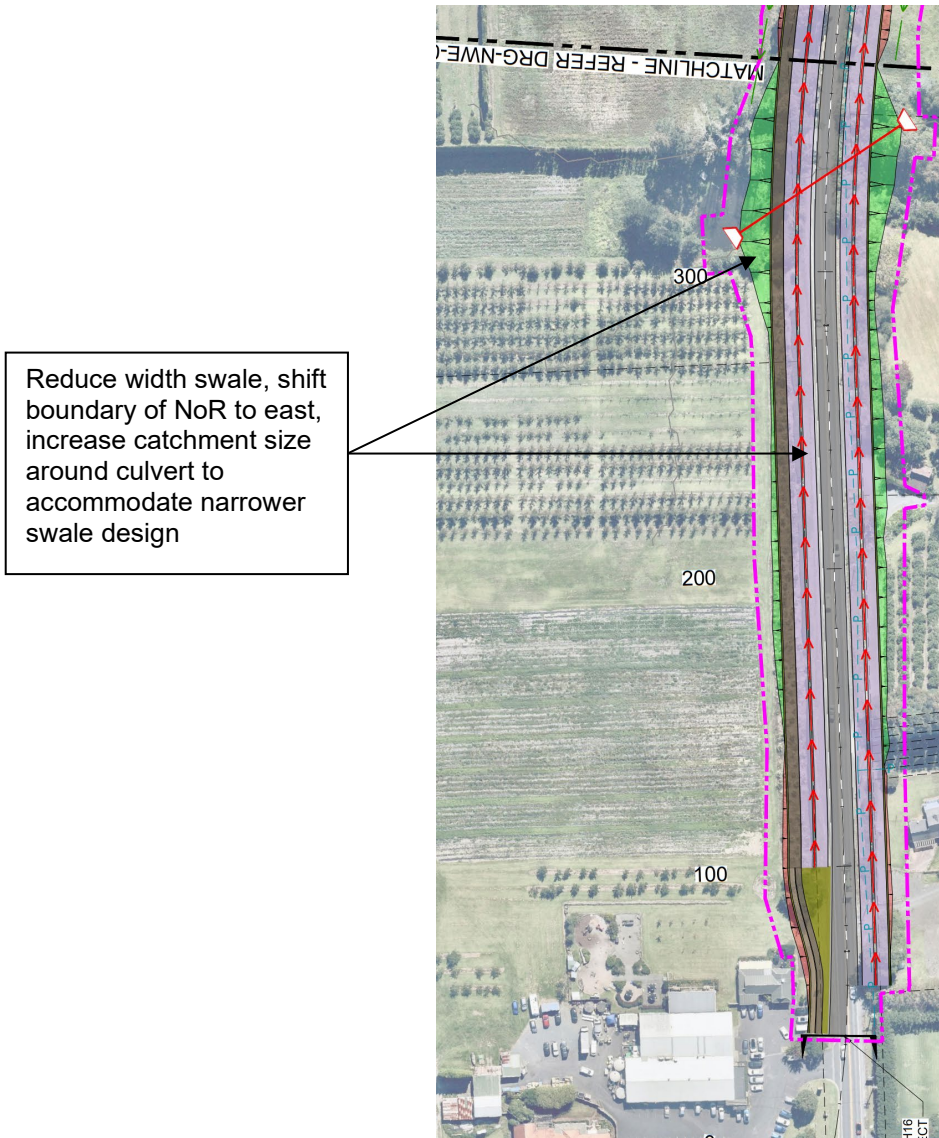 MATCHLINE - REFER DRG-NWE-
300
Reduce width swale, shift
boundary of NoR to east,
increase catchment size
around culvert to
accommodate narrower
swale design
200
100